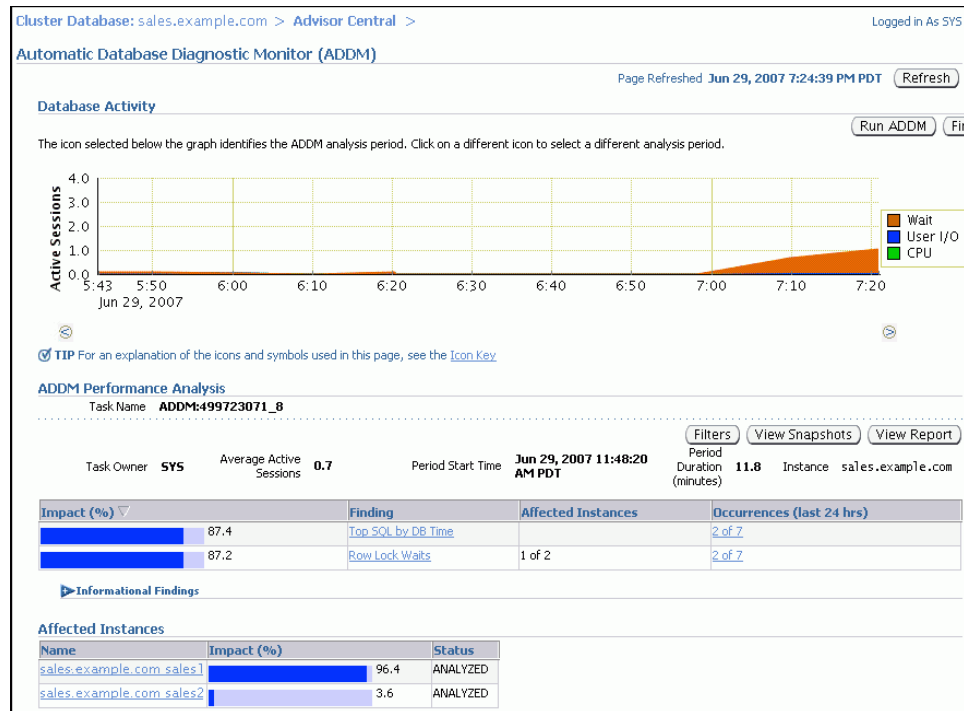 Cluster Database: sales.example.com > Advisor Central >
Logged in As SYS
Automatic Database Diagnostic Monitor (ADDM)
Page Refreshed Jun 29, 2007 7:24:39 PM PDT Refresh
Database Activity
Run ADDM
The icon selected below the graph identifies the ADDM analysis period. Click on a different icon to select a different analysis period.
Active Sessions
4.0
3.0
2.0
1.0
0.0
5:43 5:50 6:00 6:10 6:20 6:30 6:40 6:50 7:00 7:10 7:20
Jun 29, 2007
Wait
User I/O
CPU
TIP For an explanation of the icons and symbols used in this page, see the Icon Key
ADDM Performance Analysis
Task Name ADDM:499723071_8
Filters View Snapshots View Report
Task Owner SYS Average Active Sessions 0.7 Period Start Time Jun 29, 2007 11:48:20 AM PDT Period Duration (minutes) 11.8 Instance sales.example.com
Impact (%) Finding Affected Instances Occurrences (last 24 hrs)
87.4 Top SQL by DB Time 2 of 7
87.2 Row Lock Waits 1 of 2 2 of 7
Informational Findings
Affected Instances
Name Impact (%) Status
sales.example.com sales1 96.4 ANALYZED
sales.example.com sales2 3.6 ANALYZED